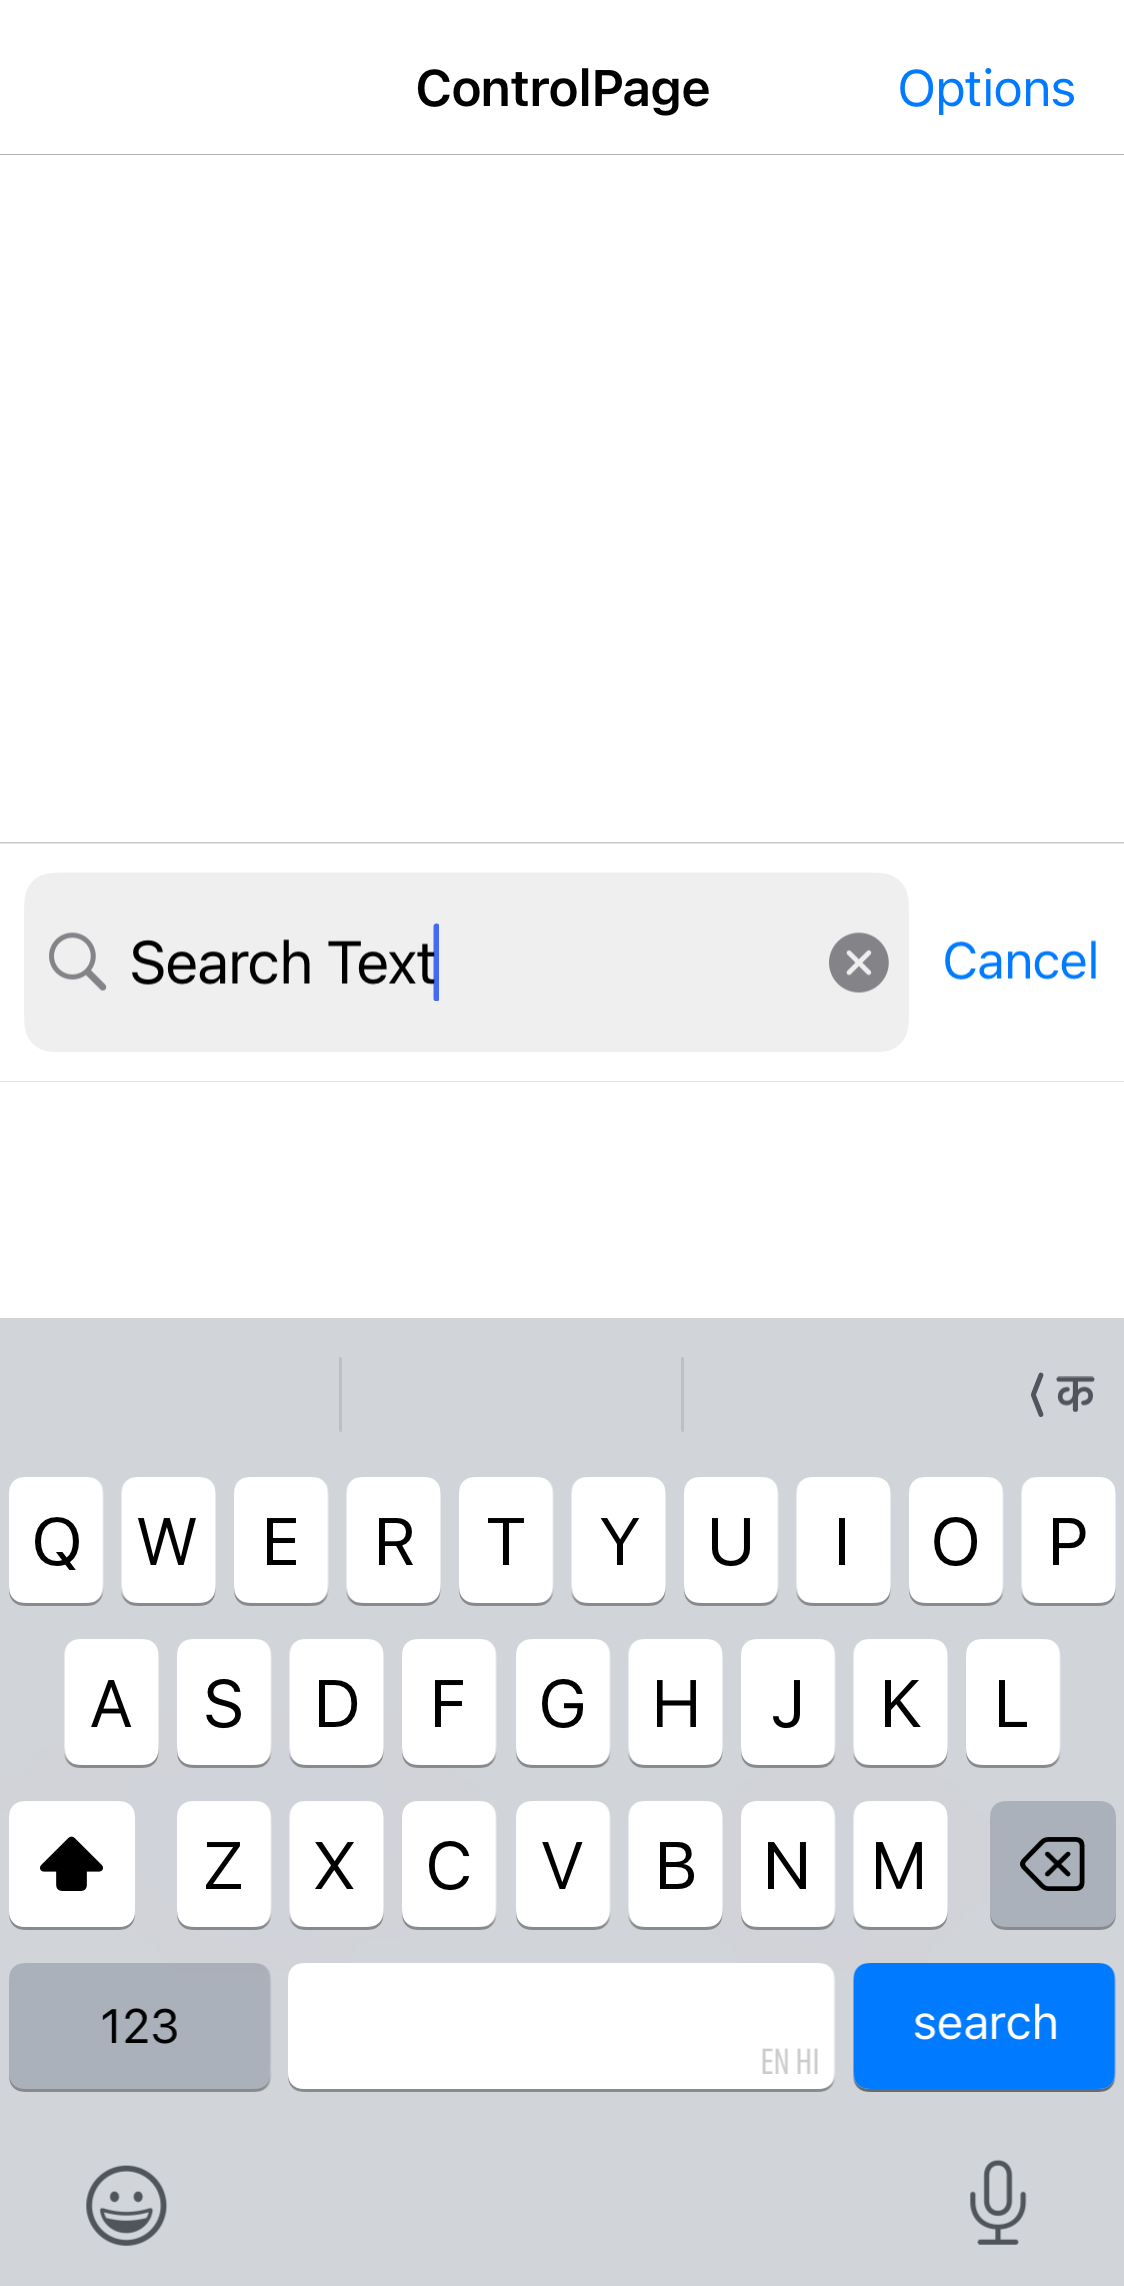 ControlPage Options
Search Text Cancel
क
Q W E R T Y U I O P
A S D F G H J K L
Z X C V B N M
123 EN HI search